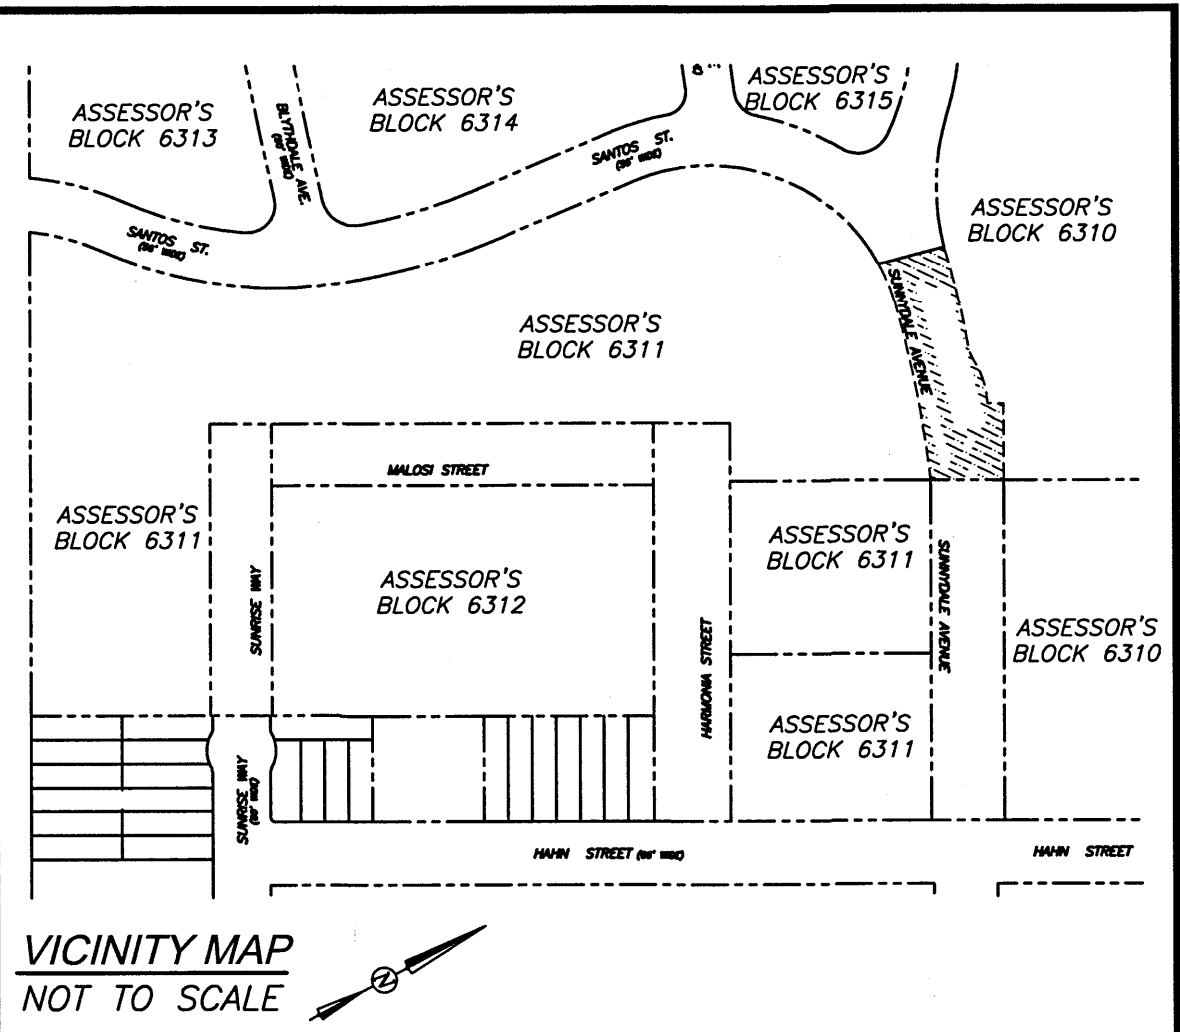 ASSESSOR'S
BLOCK 6313
BLYTHDALE AVE.
ASSESSOR'S
BLOCK 6314
ASSESSOR'S
BLOCK 6315
SANTOS ST.
SANTOS ST.
ASSESSOR'S
BLOCK 6310
ASSESSOR'S
BLOCK 6311
SUNNYDALE AVENUE
MALOSI STREET
ASSESSOR'S
BLOCK 6311
SUNRISE WAY
ASSESSOR'S
BLOCK 6312
HARMONIA STREET
ASSESSOR'S
BLOCK 6311
SUNNYDALE AVENUE
ASSESSOR'S
BLOCK 6310
ASSESSOR'S
BLOCK 6311
SUNRISE WAY
HAHN STREET
HAHN STREET
VICINITY MAP
NOT TO SCALE
N